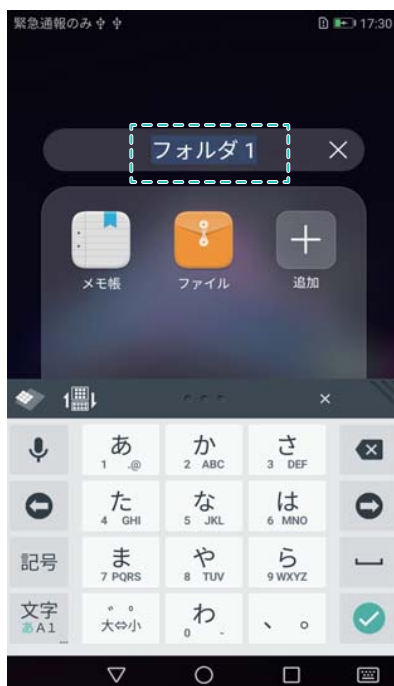 緊急通報のみ 17:30
フォルダ 1
メモ帳 ファイル 追加
あ か さ
1 .@ 2 ABC 3 DEF
た な は
4 GHI 5 JKL 6 MNO
記号 ま や ら
7 PQRS 8 TUV 9 WXYZ
文字 ゛゜ わ 、。
あA1 大⇔小 0 -